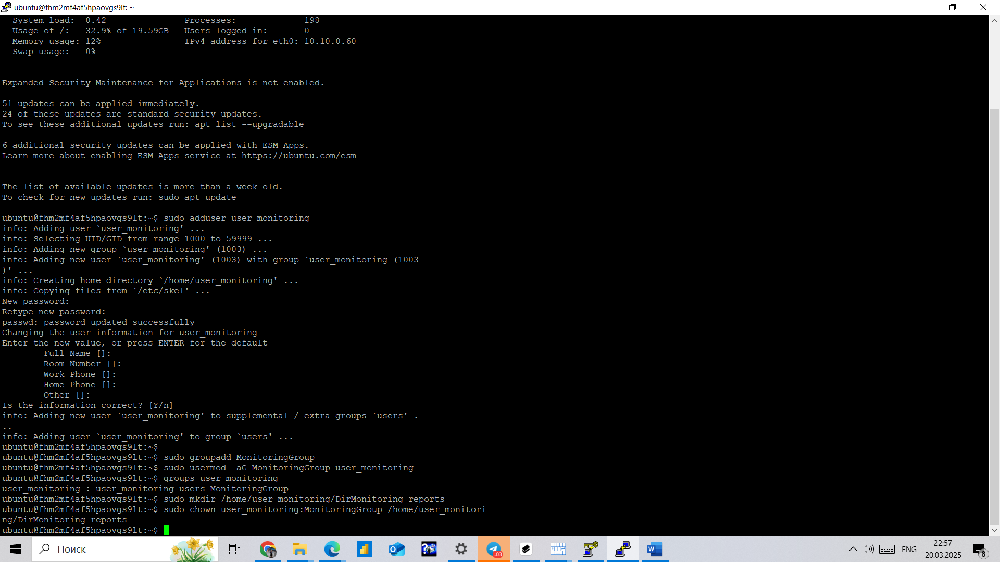 ubuntu@fhm2mf4af5hpaovgs9lt: ~
System load:  0.42               Processes:             198
Usage of /:   32.9% of 19.59GB   Users logged in:       0
Memory usage: 12%                IPv4 address for eth0: 10.10.0.60
Swap usage:   0%
Expanded Security Maintenance for Applications is not enabled.
51 updates can be applied immediately.
24 of these updates are standard security updates.
To see these additional updates run: apt list --upgradable
6 additional security updates can be applied with ESM Apps.
Learn more about enabling ESM Apps service at https://ubuntu.com/esm
The list of available updates is more than a week old.
To check for new updates run: sudo apt update
ubuntu@fhm2mf4af5hpaovgs9lt:~$ sudo adduser user_monitoring
info: Adding user `user_monitoring' ...
info: Selecting UID/GID from range 1000 to 59999 ...
info: Adding new group `user_monitoring' (1003) ...
info: Adding new user `user_monitoring' (1003) with group `user_monitoring (1003
)' ...
info: Creating home directory `/home/user_monitoring' ...
info: Copying files from `/etc/skel' ...
New password:
Retype new password:
passwd: password updated successfully
Changing the user information for user_monitoring
Enter the new value, or press ENTER for the default
Full Name []:
Room Number []:
Work Phone []:
Home Phone []:
Other []:
Is the information correct? [Y/n]
info: Adding new user `user_monitoring' to supplemental / extra groups `users' .
..
info: Adding user `user_monitoring' to group `users' ...
ubuntu@fhm2mf4af5hpaovgs9lt:~$
ubuntu@fhm2mf4af5hpaovgs9lt:~$ sudo groupadd MonitoringGroup
ubuntu@fhm2mf4af5hpaovgs9lt:~$ sudo usermod -aG MonitoringGroup user_monitoring
ubuntu@fhm2mf4af5hpaovgs9lt:~$ groups user_monitoring
user_monitoring : user_monitoring users MonitoringGroup
ubuntu@fhm2mf4af5hpaovgs9lt:~$ sudo mkdir /home/user_monitoring/DirMonitoring_reports
ubuntu@fhm2mf4af5hpaovgs9lt:~$ sudo chown user_monitoring:MonitoringGroup /home/user_monitori
ng/DirMonitoring_reports
ubuntu@fhm2mf4af5hpaovgs9lt:~$
Поиск
..03
ENG
22:57
20.03.2025
8